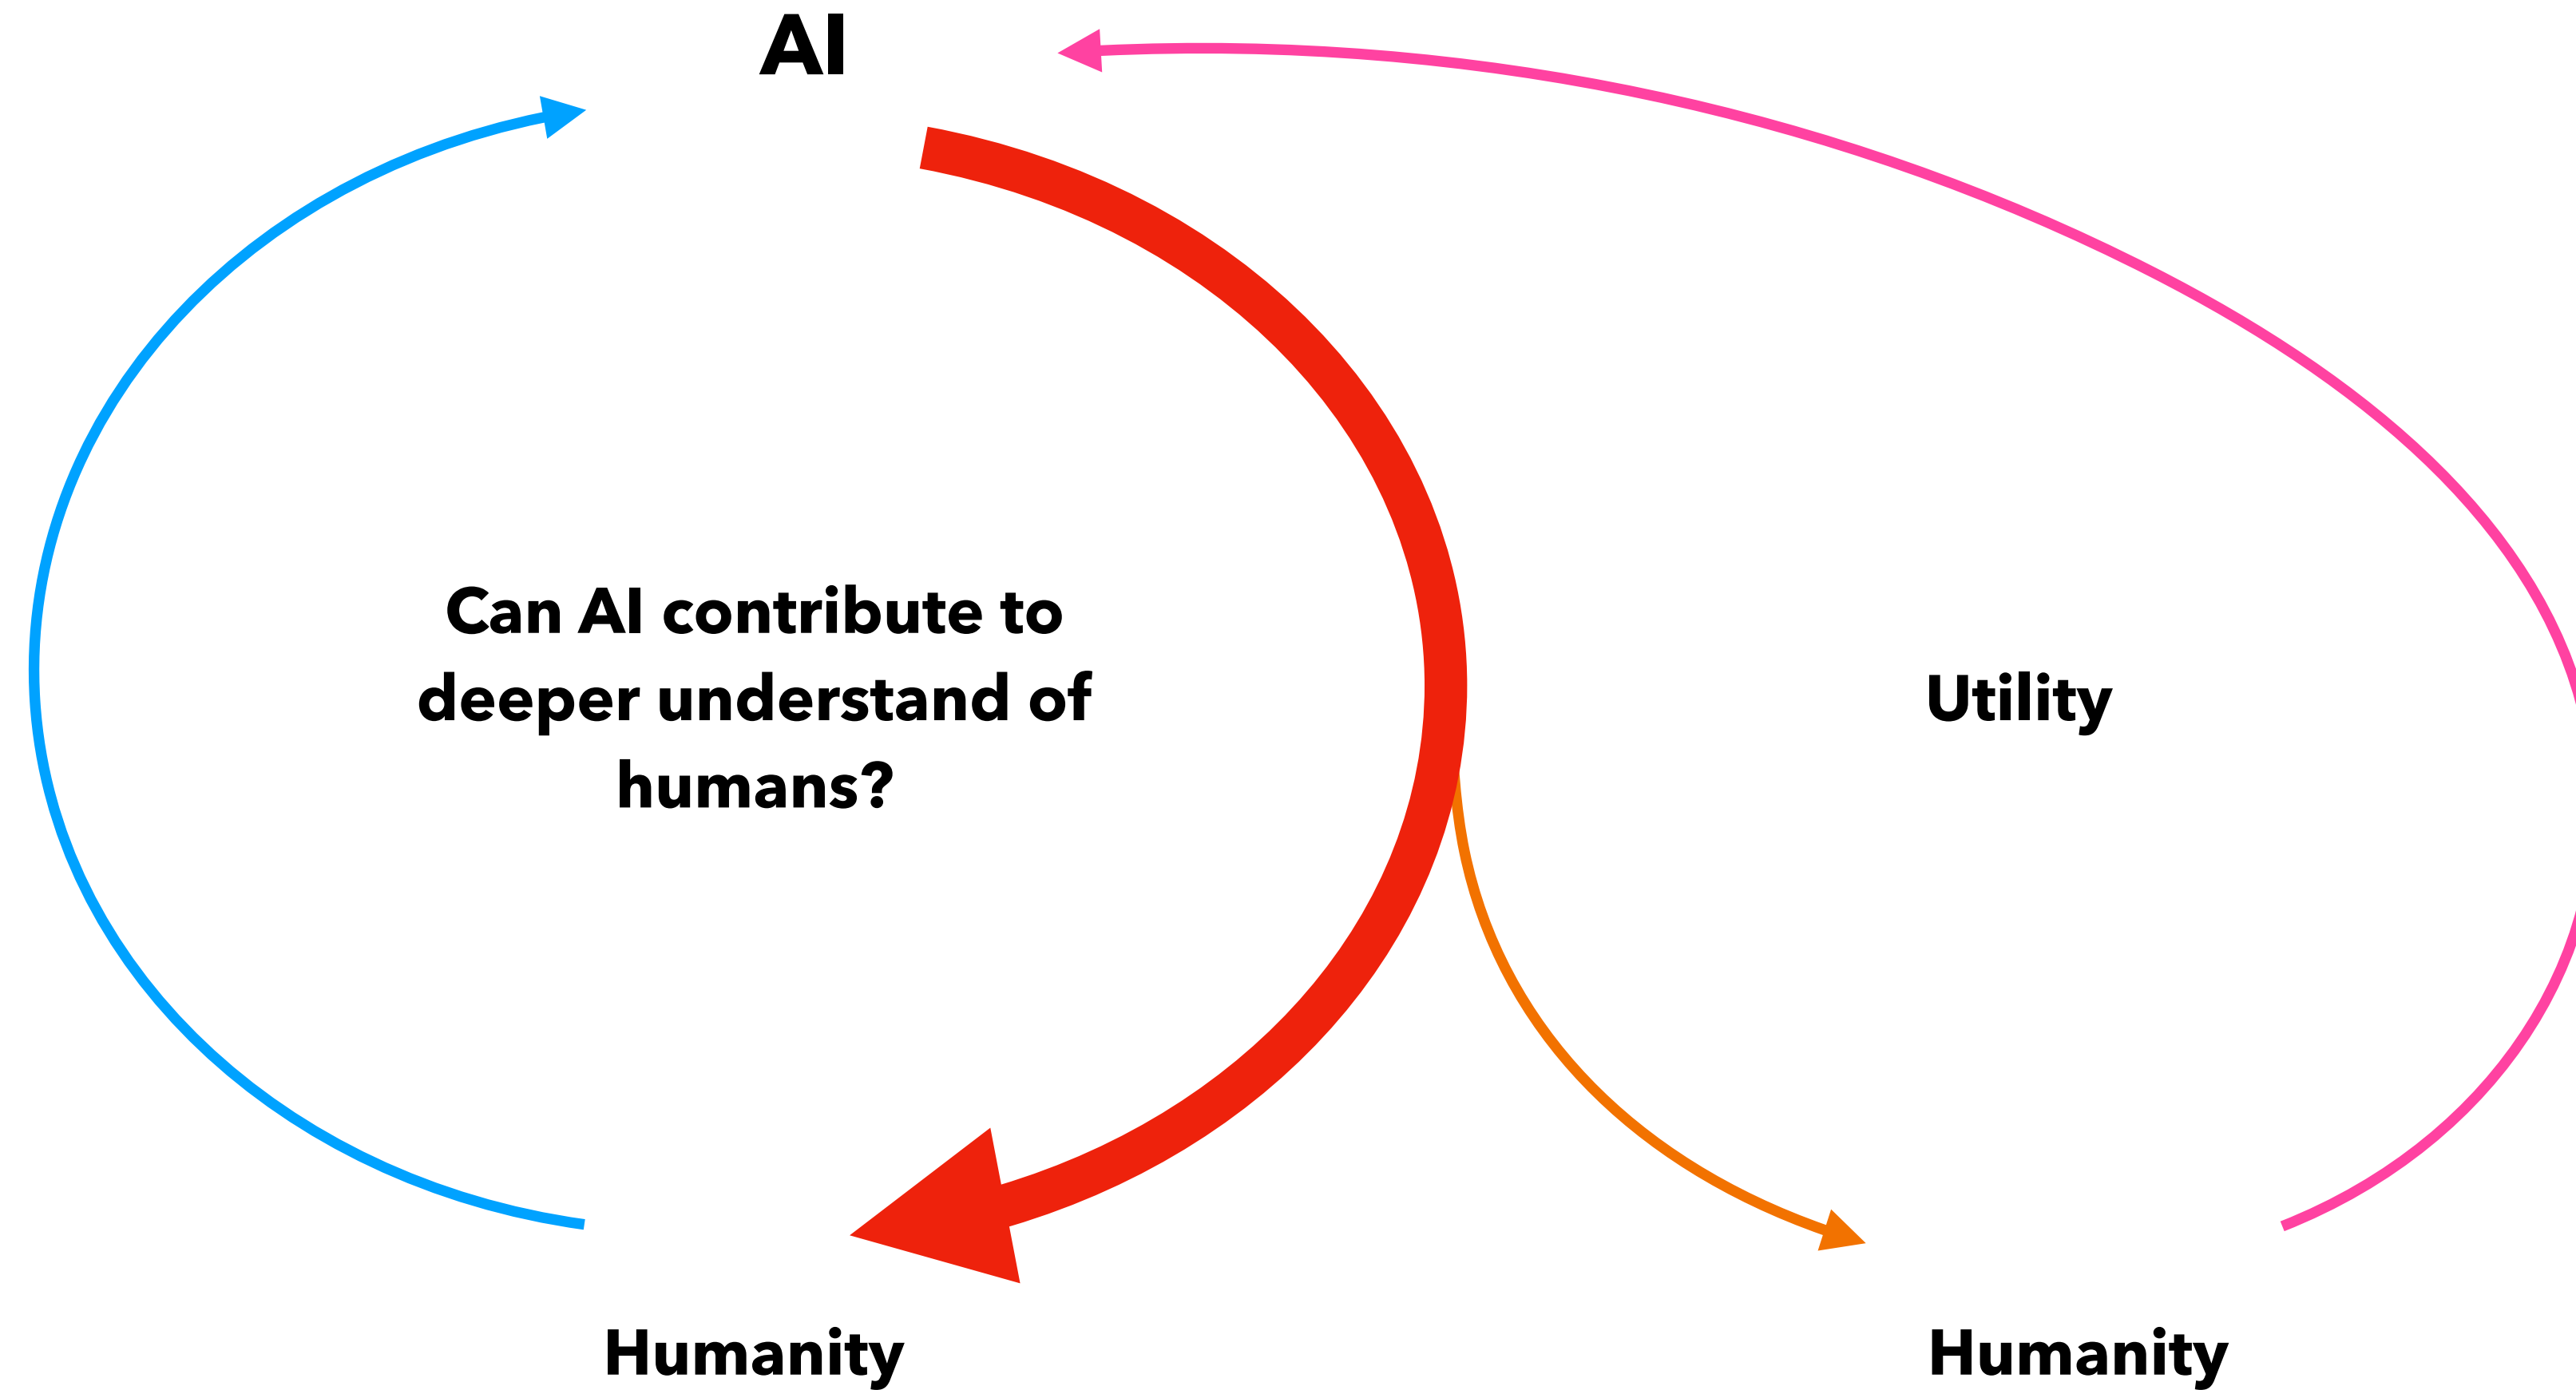 AI
Can AI contribute to
deeper understand of
humans?
Utility
Humanity
Humanity